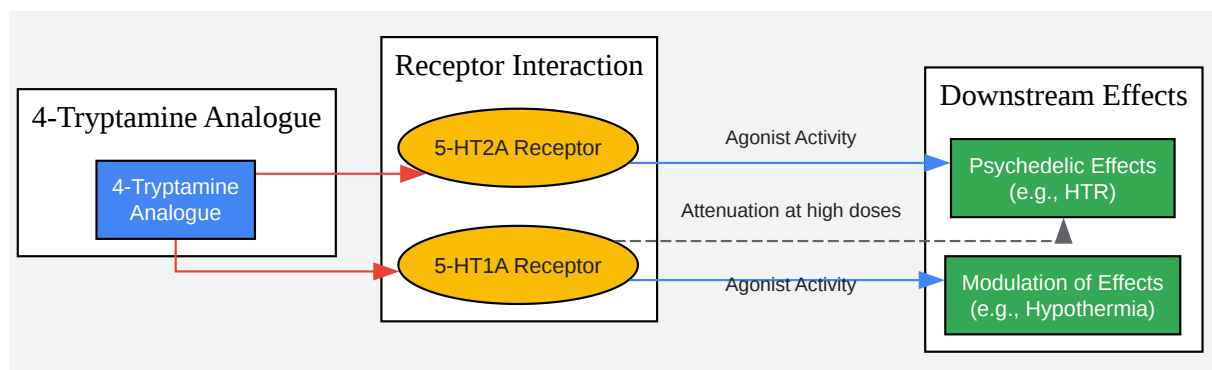 4-Tryptamine Analogue
4-Tryptamine
Analogue
Receptor Interaction
5-HT2A Receptor
5-HT1A Receptor
Agonist Activity
Attenuation at high doses
Agonist Activity
Downstream Effects
Psychedelic Effects
(e.g., HTR)
Modulation of Effects
(e.g., Hypothermia)